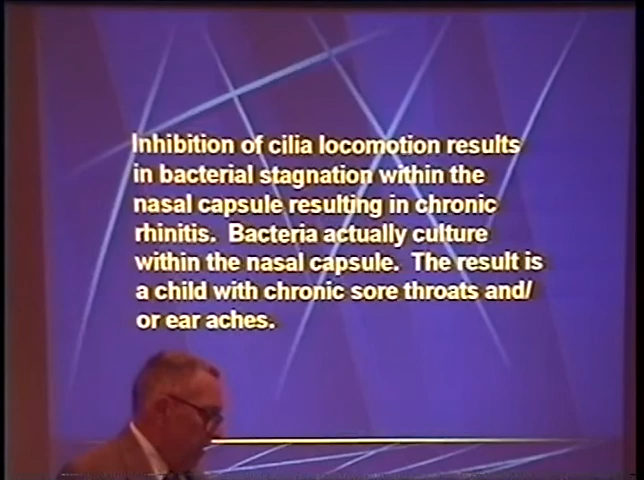 Inhibition of cilia locomotion results
in bacterial stagnation within the
nasal capsule resulting in chronic
rhinitis.  Bacteria actually culture
within the nasal capsule.  The result is
a child with chronic sore throats and/
or ear aches.